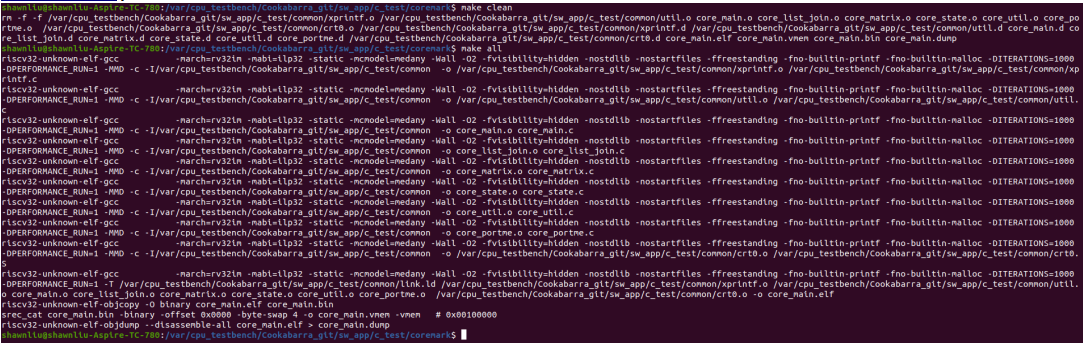 shawnliu@shawnliu-Aspire-TC-780:/var/cpu_testbench/Cookabarra_git/sw_app/c_test/coremark$ make clean
rm -f -f /var/cpu_testbench/Cookabarra_git/sw_app/c_test/common/xprintf.o /var/cpu_testbench/Cookabarra_git/sw_app/c_test/common/util.o core_main.o core_list_join.o core_matrix.o core_state.o core_util.o core_po
rtme.o  /var/cpu_testbench/Cookabarra_git/sw_app/c_test/common/crt0.o /var/cpu_testbench/Cookabarra_git/sw_app/c_test/common/xprintf.d /var/cpu_testbench/Cookabarra_git/sw_app/c_test/common/util.d core_main.d co
re_list_join.d core_matrix.d core_state.d core_util.d core_portme.d /var/cpu_testbench/Cookabarra_git/sw_app/c_test/common/crt0.d core_main.elf core_main.vmem core_main.bin core_main.dump
shawnliu@shawnliu-Aspire-TC-780:/var/cpu_testbench/Cookabarra_git/sw_app/c_test/coremark$ make all
riscv32-unknown-elf-gcc -march=rv32im -mabi=ilp32 -static -mcmodel=medany -Wall -O2 -fvisibility=hidden -nostdlib -nostartfiles -ffreestanding -fno-builtin-printf -fno-builtin-malloc -DITERATIONS=1000
-DPERFORMANCE_RUN=1 -MMD -c -I/var/cpu_testbench/Cookabarra_git/sw_app/c_test/common  -o /var/cpu_testbench/Cookabarra_git/sw_app/c_test/common/xprintf.o /var/cpu_testbench/Cookabarra_git/sw_app/c_test/common/xp
rintf.c
riscv32-unknown-elf-gcc -march=rv32im -mabi=ilp32 -static -mcmodel=medany -Wall -O2 -fvisibility=hidden -nostdlib -nostartfiles -ffreestanding -fno-builtin-printf -fno-builtin-malloc -DITERATIONS=1000
-DPERFORMANCE_RUN=1 -MMD -c -I/var/cpu_testbench/Cookabarra_git/sw_app/c_test/common  -o /var/cpu_testbench/Cookabarra_git/sw_app/c_test/common/util.o /var/cpu_testbench/Cookabarra_git/sw_app/c_test/common/util.
c
riscv32-unknown-elf-gcc -march=rv32im -mabi=ilp32 -static -mcmodel=medany -Wall -O2 -fvisibility=hidden -nostdlib -nostartfiles -ffreestanding -fno-builtin-printf -fno-builtin-malloc -DITERATIONS=1000
-DPERFORMANCE_RUN=1 -MMD -c -I/var/cpu_testbench/Cookabarra_git/sw_app/c_test/common  -o core_main.o core_main.c
riscv32-unknown-elf-gcc -march=rv32im -mabi=ilp32 -static -mcmodel=medany -Wall -O2 -fvisibility=hidden -nostdlib -nostartfiles -ffreestanding -fno-builtin-printf -fno-builtin-malloc -DITERATIONS=1000
-DPERFORMANCE_RUN=1 -MMD -c -I/var/cpu_testbench/Cookabarra_git/sw_app/c_test/common  -o core_list_join.o core_list_join.c
riscv32-unknown-elf-gcc -march=rv32im -mabi=ilp32 -static -mcmodel=medany -Wall -O2 -fvisibility=hidden -nostdlib -nostartfiles -ffreestanding -fno-builtin-printf -fno-builtin-malloc -DITERATIONS=1000
-DPERFORMANCE_RUN=1 -MMD -c -I/var/cpu_testbench/Cookabarra_git/sw_app/c_test/common  -o core_matrix.o core_matrix.c
riscv32-unknown-elf-gcc -march=rv32im -mabi=ilp32 -static -mcmodel=medany -Wall -O2 -fvisibility=hidden -nostdlib -nostartfiles -ffreestanding -fno-builtin-printf -fno-builtin-malloc -DITERATIONS=1000
-DPERFORMANCE_RUN=1 -MMD -c -I/var/cpu_testbench/Cookabarra_git/sw_app/c_test/common  -o core_state.o core_state.c
riscv32-unknown-elf-gcc -march=rv32im -mabi=ilp32 -static -mcmodel=medany -Wall -O2 -fvisibility=hidden -nostdlib -nostartfiles -ffreestanding -fno-builtin-printf -fno-builtin-malloc -DITERATIONS=1000
-DPERFORMANCE_RUN=1 -MMD -c -I/var/cpu_testbench/Cookabarra_git/sw_app/c_test/common  -o core_util.o core_util.c
riscv32-unknown-elf-gcc -march=rv32im -mabi=ilp32 -static -mcmodel=medany -Wall -O2 -fvisibility=hidden -nostdlib -nostartfiles -ffreestanding -fno-builtin-printf -fno-builtin-malloc -DITERATIONS=1000
-DPERFORMANCE_RUN=1 -MMD -c -I/var/cpu_testbench/Cookabarra_git/sw_app/c_test/common  -o core_portme.o core_portme.c
riscv32-unknown-elf-gcc -march=rv32im -mabi=ilp32 -static -mcmodel=medany -Wall -O2 -fvisibility=hidden -nostdlib -nostartfiles -ffreestanding -fno-builtin-printf -fno-builtin-malloc -DITERATIONS=1000
-DPERFORMANCE_RUN=1 -MMD -c -I/var/cpu_testbench/Cookabarra_git/sw_app/c_test/common  -o /var/cpu_testbench/Cookabarra_git/sw_app/c_test/common/crt0.o /var/cpu_testbench/Cookabarra_git/sw_app/c_test/common/crt0.
S
riscv32-unknown-elf-gcc -march=rv32im -mabi=ilp32 -static -mcmodel=medany -Wall -O2 -fvisibility=hidden -nostdlib -nostartfiles -ffreestanding -fno-builtin-printf -fno-builtin-malloc -DITERATIONS=1000
-DPERFORMANCE_RUN=1 -T /var/cpu_testbench/Cookabarra_git/sw_app/c_test/common/link.ld /var/cpu_testbench/Cookabarra_git/sw_app/c_test/common/xprintf.o /var/cpu_testbench/Cookabarra_git/sw_app/c_test/common/util.
o core_main.o core_list_join.o core_matrix.o core_state.o core_util.o core_portme.o  /var/cpu_testbench/Cookabarra_git/sw_app/c_test/common/crt0.o -o core_main.elf
riscv32-unknown-elf-objcopy -O binary core_main.elf core_main.bin
srec_cat core_main.bin -binary -offset 0x0000 -byte-swap 4 -o core_main.vmem -vmem   # 0x00100000
riscv32-unknown-elf-objdump --disassemble-all core_main.elf > core_main.dump
shawnliu@shawnliu-Aspire-TC-780:/var/cpu_testbench/Cookabarra_git/sw_app/c_test/coremark$